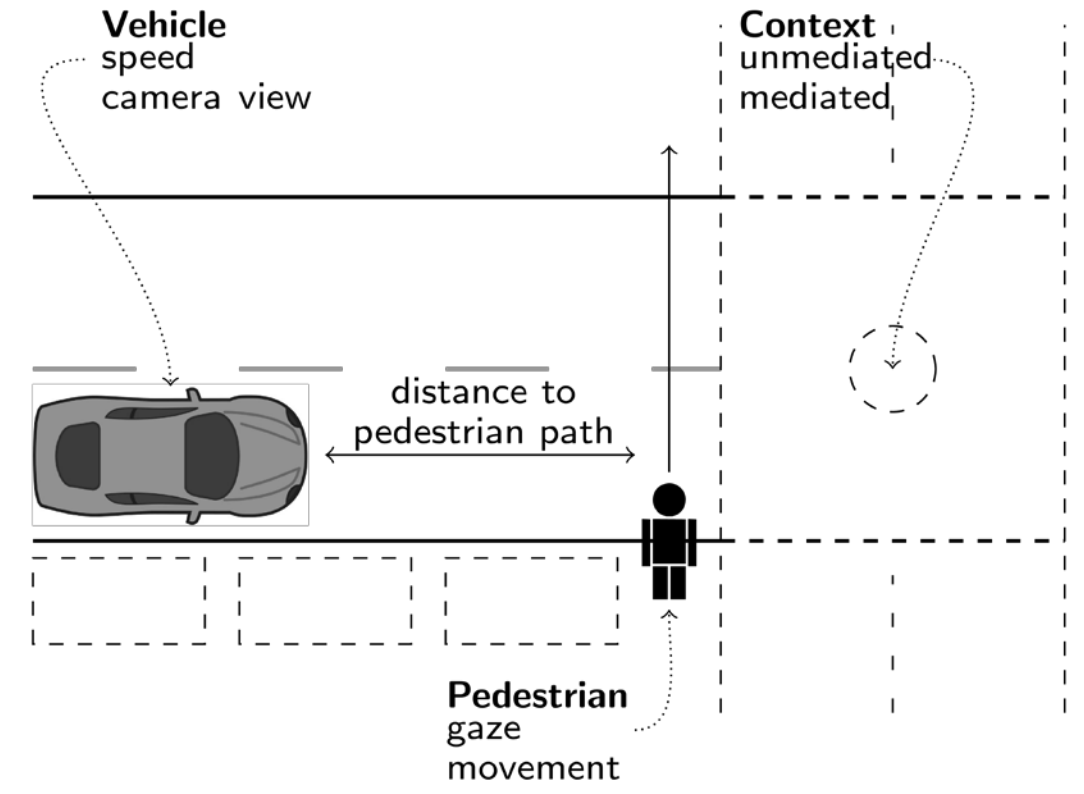 Vehicle
speed
camera view
Context
unmediated
mediated
distance to
pedestrian path
Pedestrian
gaze
movement